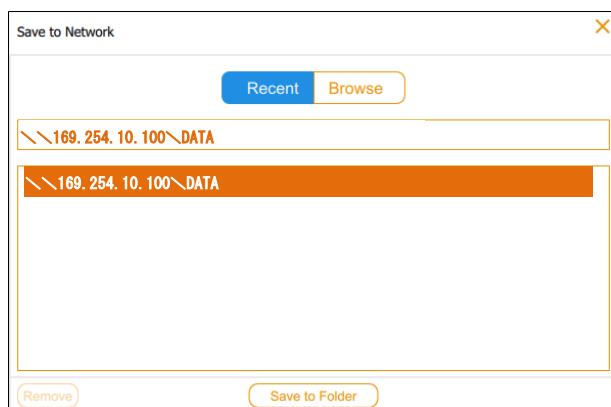 Save to Network
Recent Browse
\\169.254.10.100\DATA
\\169.254.10.100\DATA
Remove Save to Folder